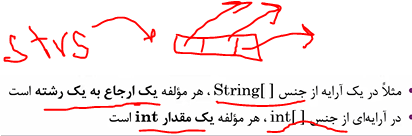 strs
• مثلاً در یک آرایه از جنس String[ ] ، هر مؤلفه یک ارجاع به یک رشته است
• در آرایه‌ای از جنس int[ ] ، هر مؤلفه یک مقدار int است